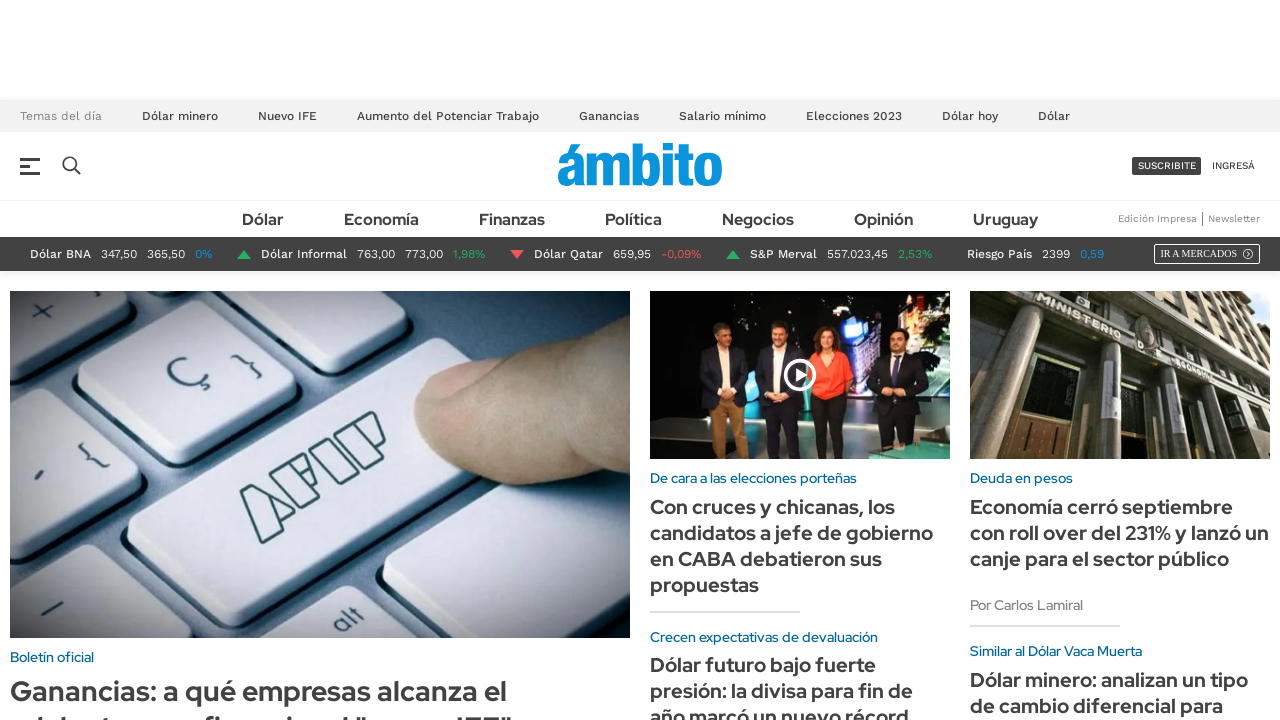 Temas del día
Dólar minero
Nuevo IFE
Aumento del Potenciar Trabajo
Ganancias
Salario mínimo
Elecciones 2023
Dólar hoy
Dólar
ámbito
SUSCRIBITE
INGRESÁ
Dólar
Economía
Finanzas
Política
Negocios
Opinión
Uruguay
Edición Impresa
Newsletter
Dólar BNA 347,50 365,50 0%
Dólar Informal 763,00 773,00 1,98%
Dólar Qatar 659,95 -0,09%
S&P Merval 557.023,45 2,53%
Riesgo País 2399 0,59
IR A MERCADOS
AFIP
alt
Boletín oficial
Ganancias: a qué empresas alcanza el
MINISTERIO DE ECONOMIA
De cara a las elecciones porteñas
Con cruces y chicanas, los
candidatos a jefe de gobierno
en CABA debatieron sus
propuestas
Crecen expectativas de devaluación
Dólar futuro bajo fuerte
presión: la divisa para fin de
año marcó un nuevo récord
Deuda en pesos
Economía cerró septiembre
con roll over del 231% y lanzó un
canje para el sector público
Por Carlos Lamiral
Similar al Dólar Vaca Muerta
Dólar minero: analizan un tipo
de cambio diferencial para